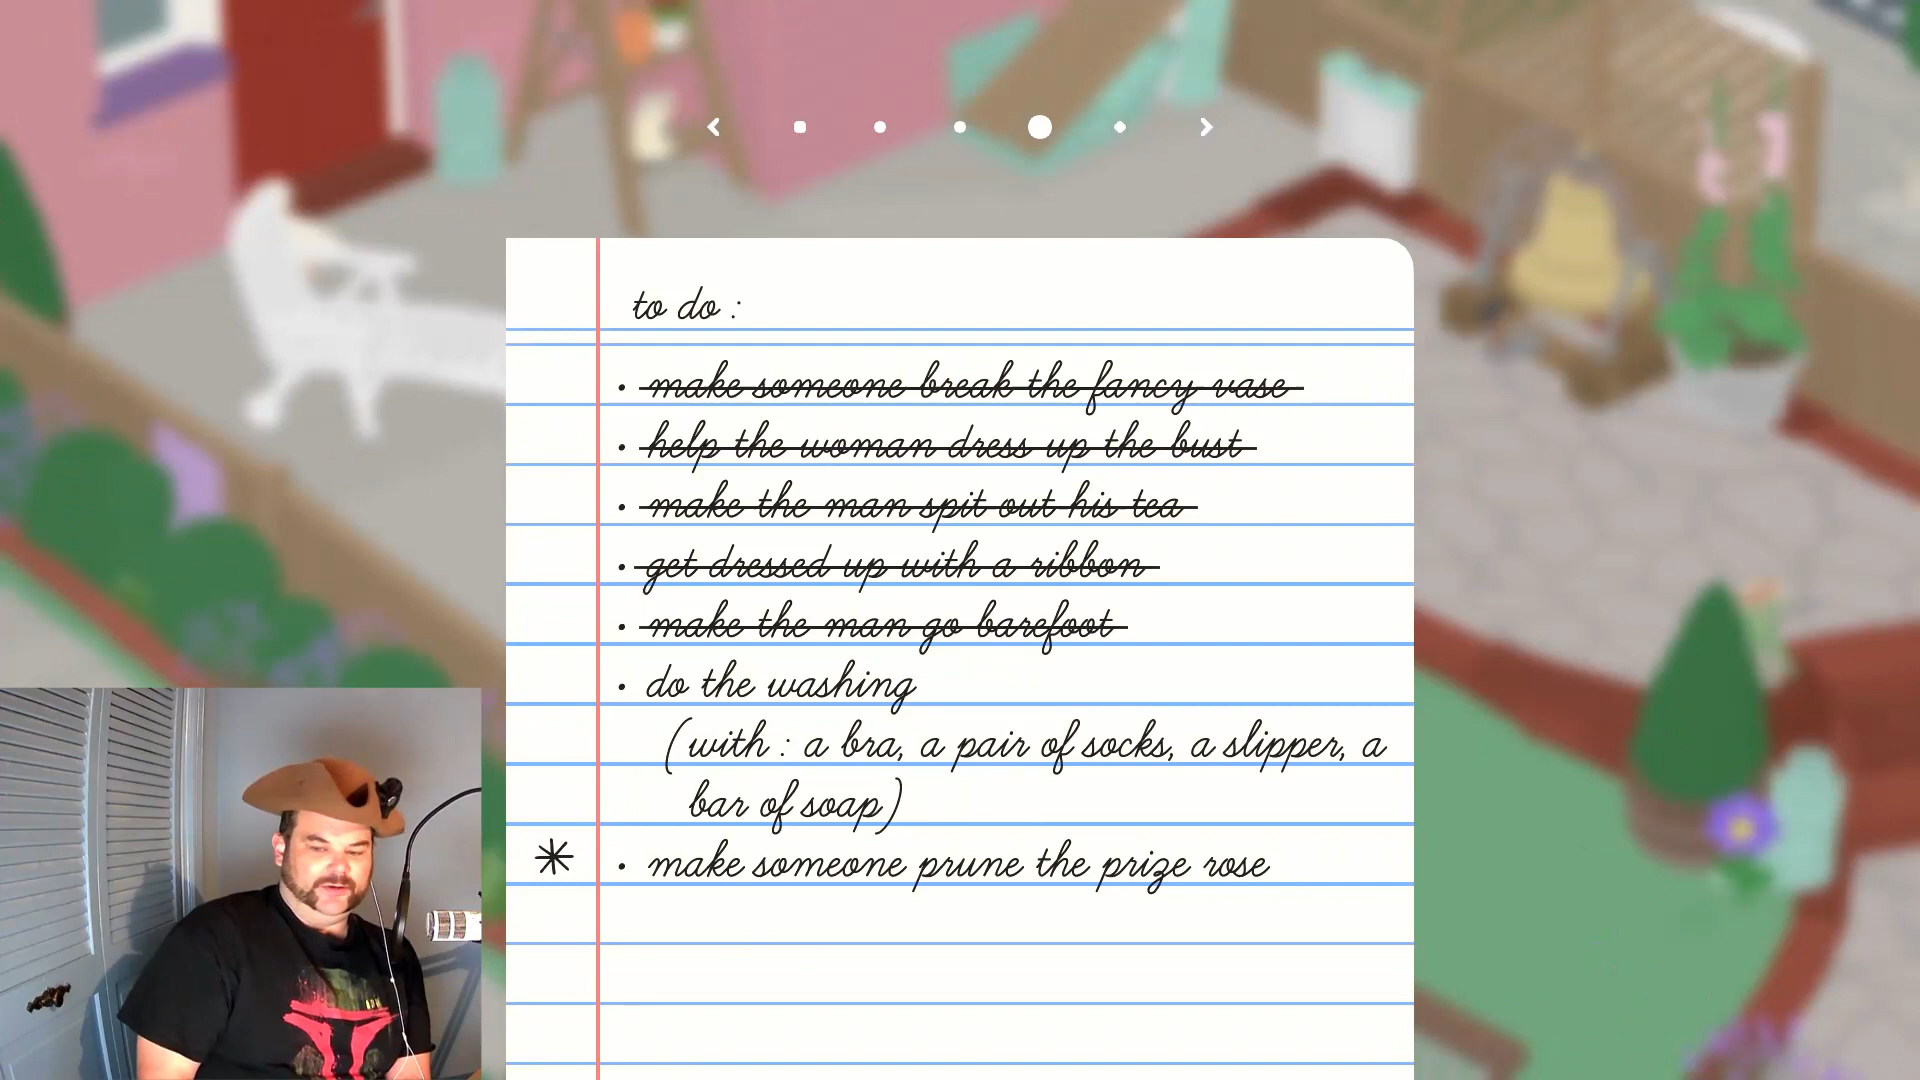 to do :
• make someone break the fancy vase
• help the woman dress up the bust
• make the man spit out his tea
• get dressed up with a ribbon
• make the man go barefoot
• do the washing
(with : a bra, a pair of socks, a slipper, a
bar of soap)
* • make someone prune the prize rose